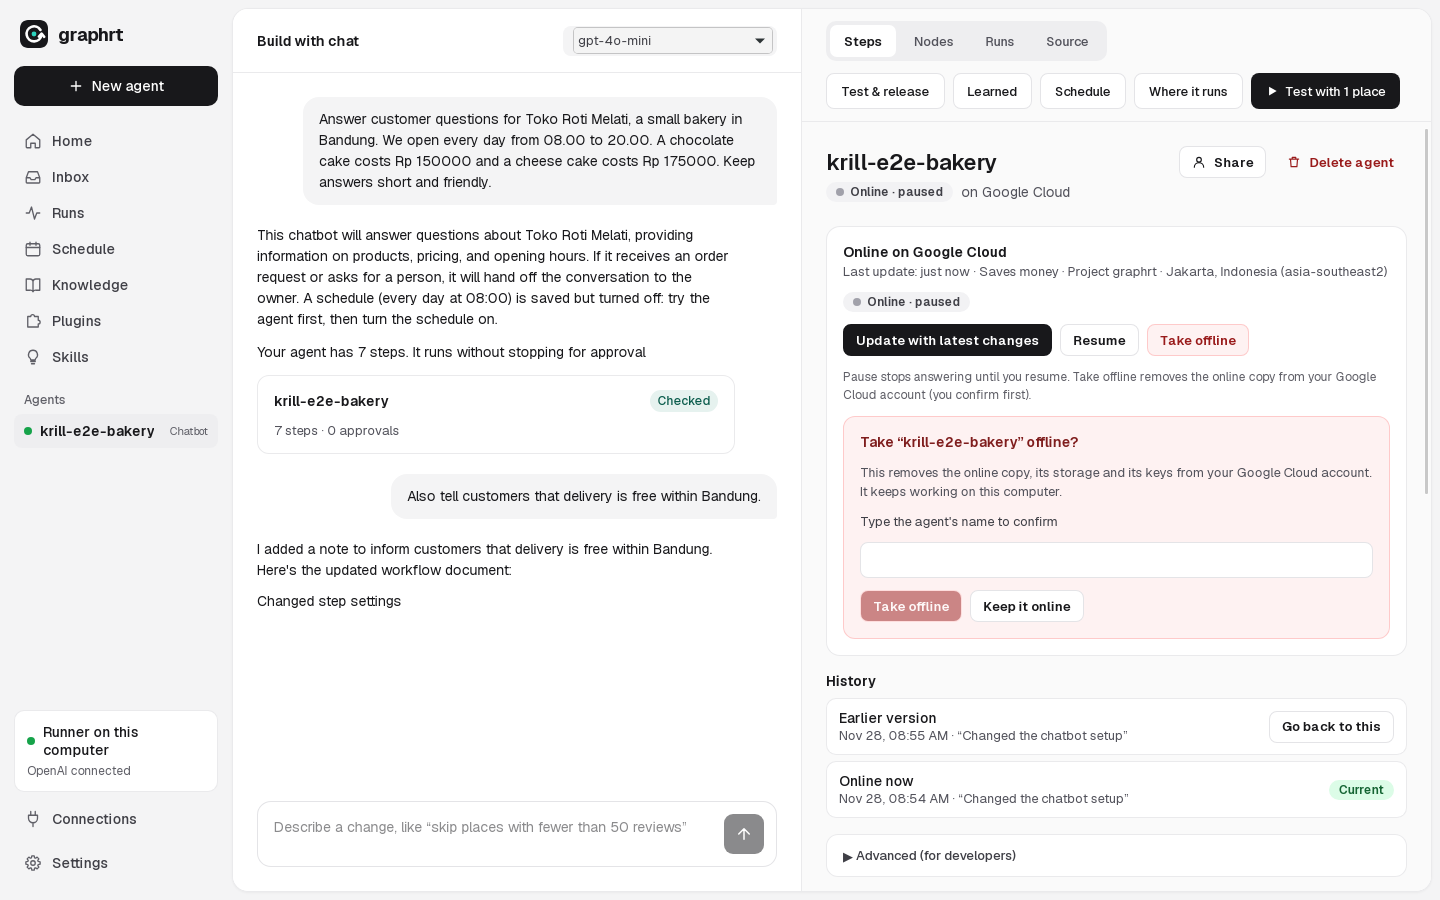 graphrt
New agent
Home
Inbox
Runs
Schedule
Knowledge
Plugins
Skills
Agents
krill-e2e-bakery Chatbot
Runner on this
computer
OpenAI connected
Connections
Settings
Build with chat
gpt-4o-mini
Answer customer questions for Toko Roti Melati, a small bakery in
Bandung. We open every day from 08.00 to 20.00. A chocolate
cake costs Rp 150000 and a cheese cake costs Rp 175000. Keep
answers short and friendly.
This chatbot will answer questions about Toko Roti Melati, providing
information on products, pricing, and opening hours. If it receives an order
request or asks for a person, it will hand off the conversation to the
owner. A schedule (every day at 08:00) is saved but turned off: try the
agent first, then turn the schedule on.
Your agent has 7 steps. It runs without stopping for approval
krill-e2e-bakery Checked
7 steps · 0 approvals
Also tell customers that delivery is free within Bandung.
I added a note to inform customers that delivery is free within Bandung.
Here's the updated workflow document:
Changed step settings
Describe a change, like “skip places with fewer than 50 reviews”
Steps Nodes Runs Source
Test & release Learned Schedule Where it runs Test with 1 place
krill-e2e-bakery Share Delete agent
Online · paused on Google Cloud
Online on Google Cloud
Last update: just now · Saves money · Project graphrt · Jakarta, Indonesia (asia-southeast2)
Online · paused
Update with latest changes Resume Take offline
Pause stops answering until you resume. Take offline removes the online copy from your Google
Cloud account (you confirm first).
Take “krill-e2e-bakery” offline?
This removes the online copy, its storage and its keys from your Google Cloud account.
It keeps working on this computer.
Type the agent's name to confirm
Take offline Keep it online
History
Earlier version
Nov 28, 08:55 AM · “Changed the chatbot setup”
Go back to this
Online now
Nov 28, 08:54 AM · “Changed the chatbot setup”
Current
Advanced (for developers)